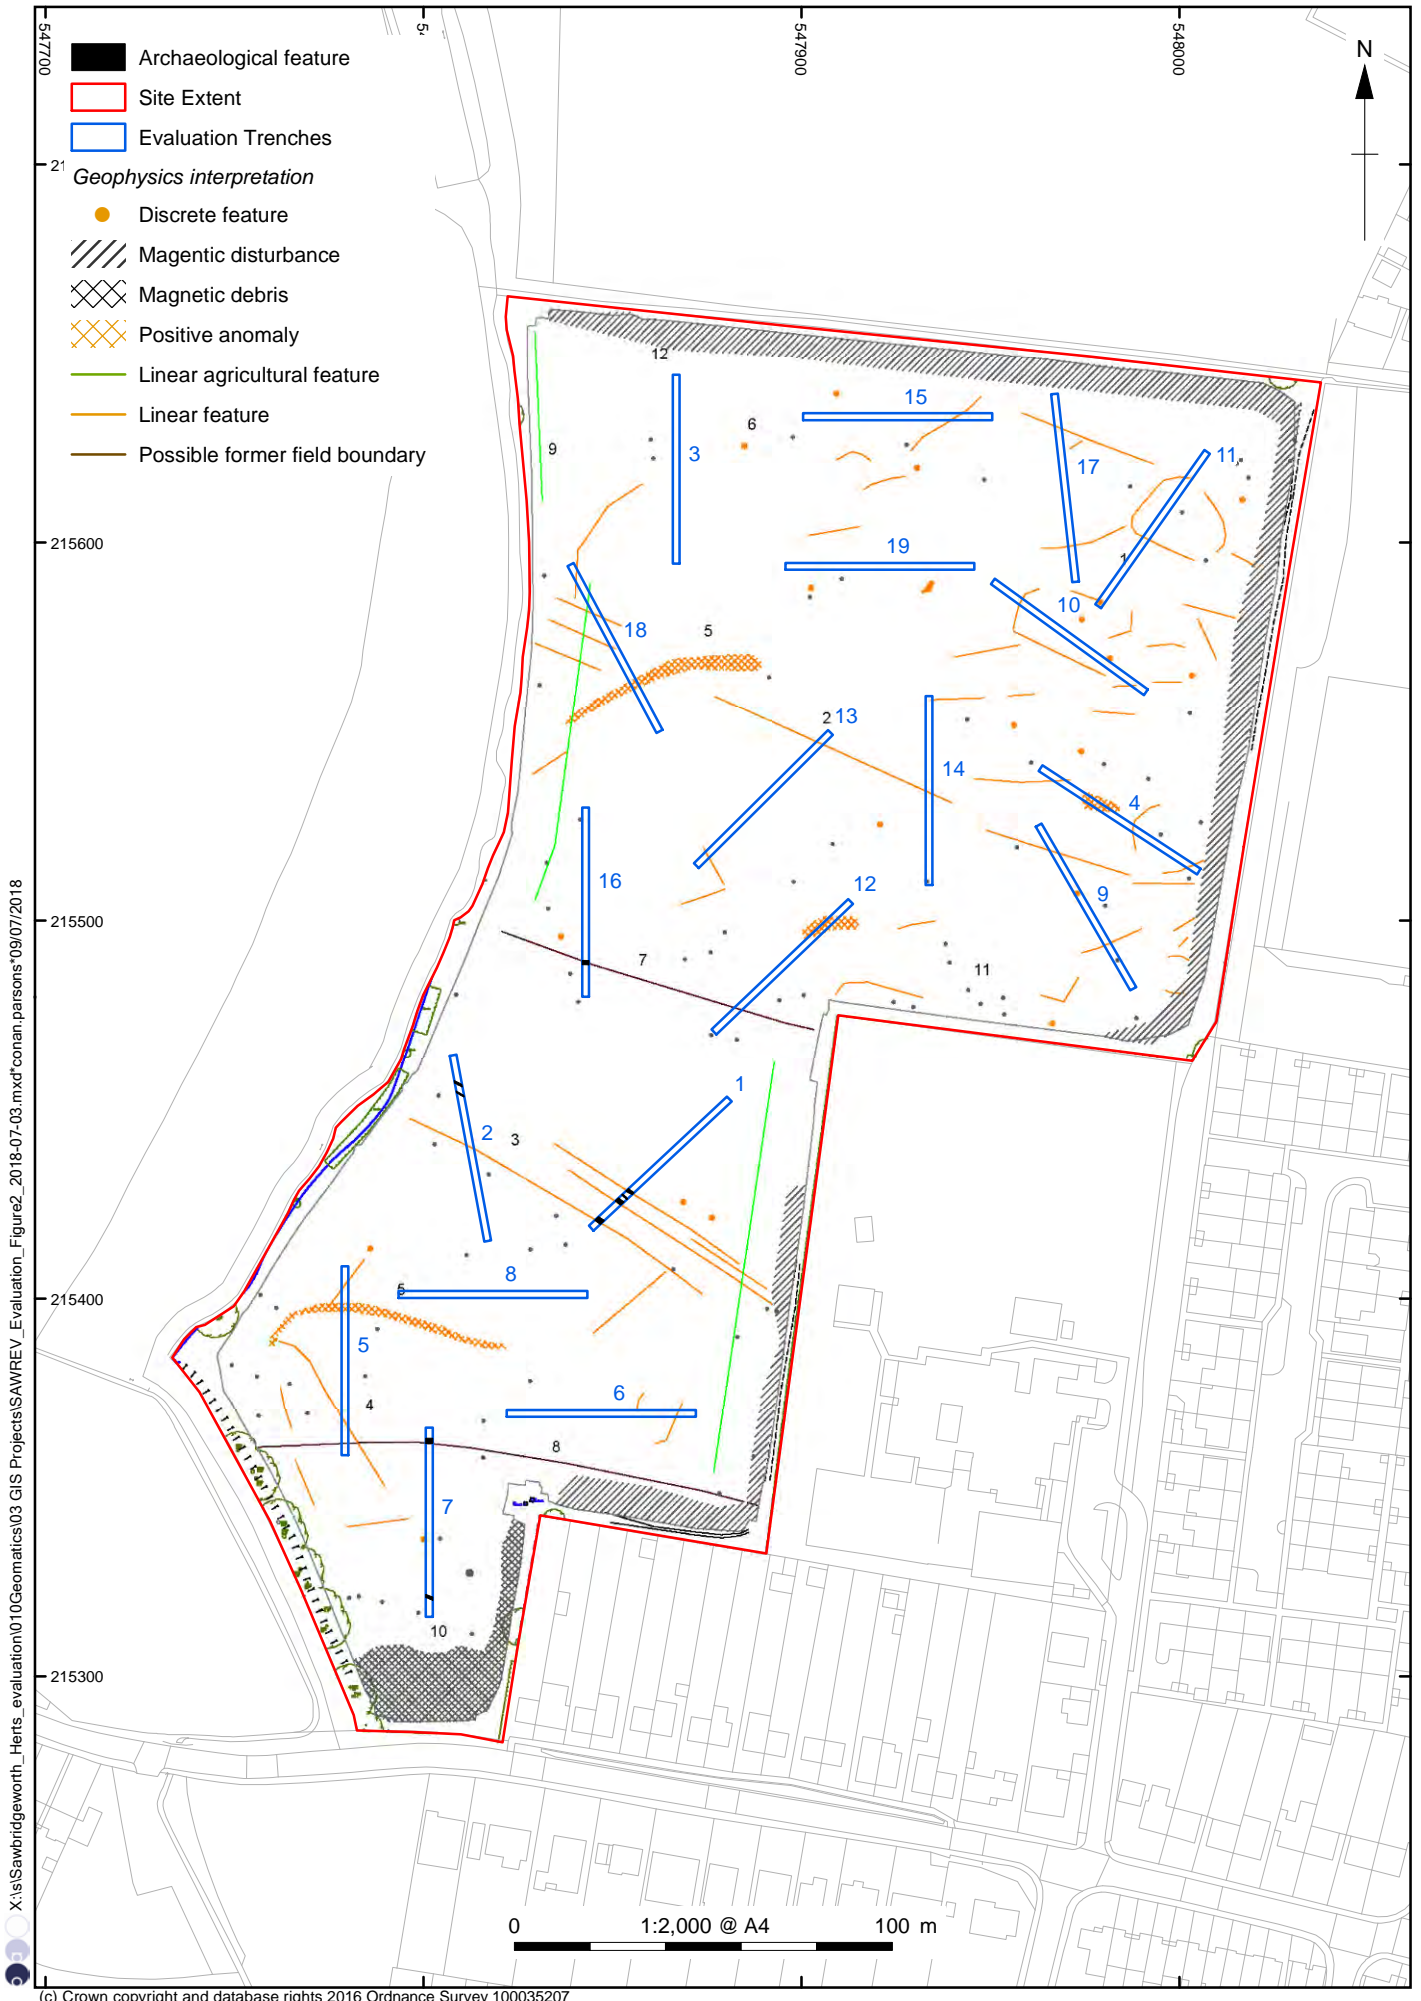 547700
54
547900
548000
N
Archaeological feature
Site Extent
Evaluation Trenches
21
Geophysics interpretation
Discrete feature
Magentic disturbance
Magnetic debris
Positive anomaly
Linear agricultural feature
Linear feature
Possible former field boundary
12
15
6
9
3
17
11
215600
19
1
10
18
5
2 13
14
4
16
12
9
215500
7
11
1
2
3
8
5
215400
5
6
4
8
7
10
215300
0 1:2,000 @ A4 100 m
X:\s\Sawbridgeworth_Herts_evaluation\010Geomatics\03 GIS Projects\SAWREV_Evaluation_Figure2_2018-07-03.mxd*conan.parsons*09/07/2018
(c) Crown copyright and database rights 2016 Ordnance Survey 100035207